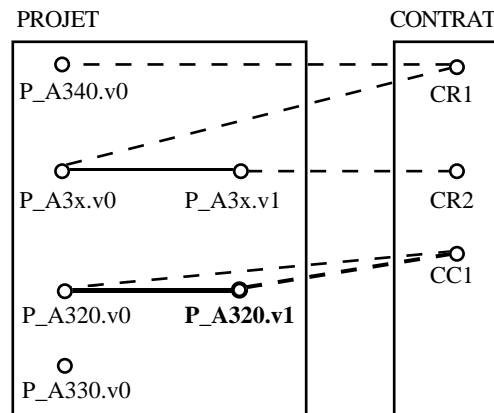 PROJET CONTRAT
P_A340.v0 CR1
P_A3x.v0 P_A3x.v1 CR2
P_A320.v0 P_A320.v1 CC1
P_A330.v0